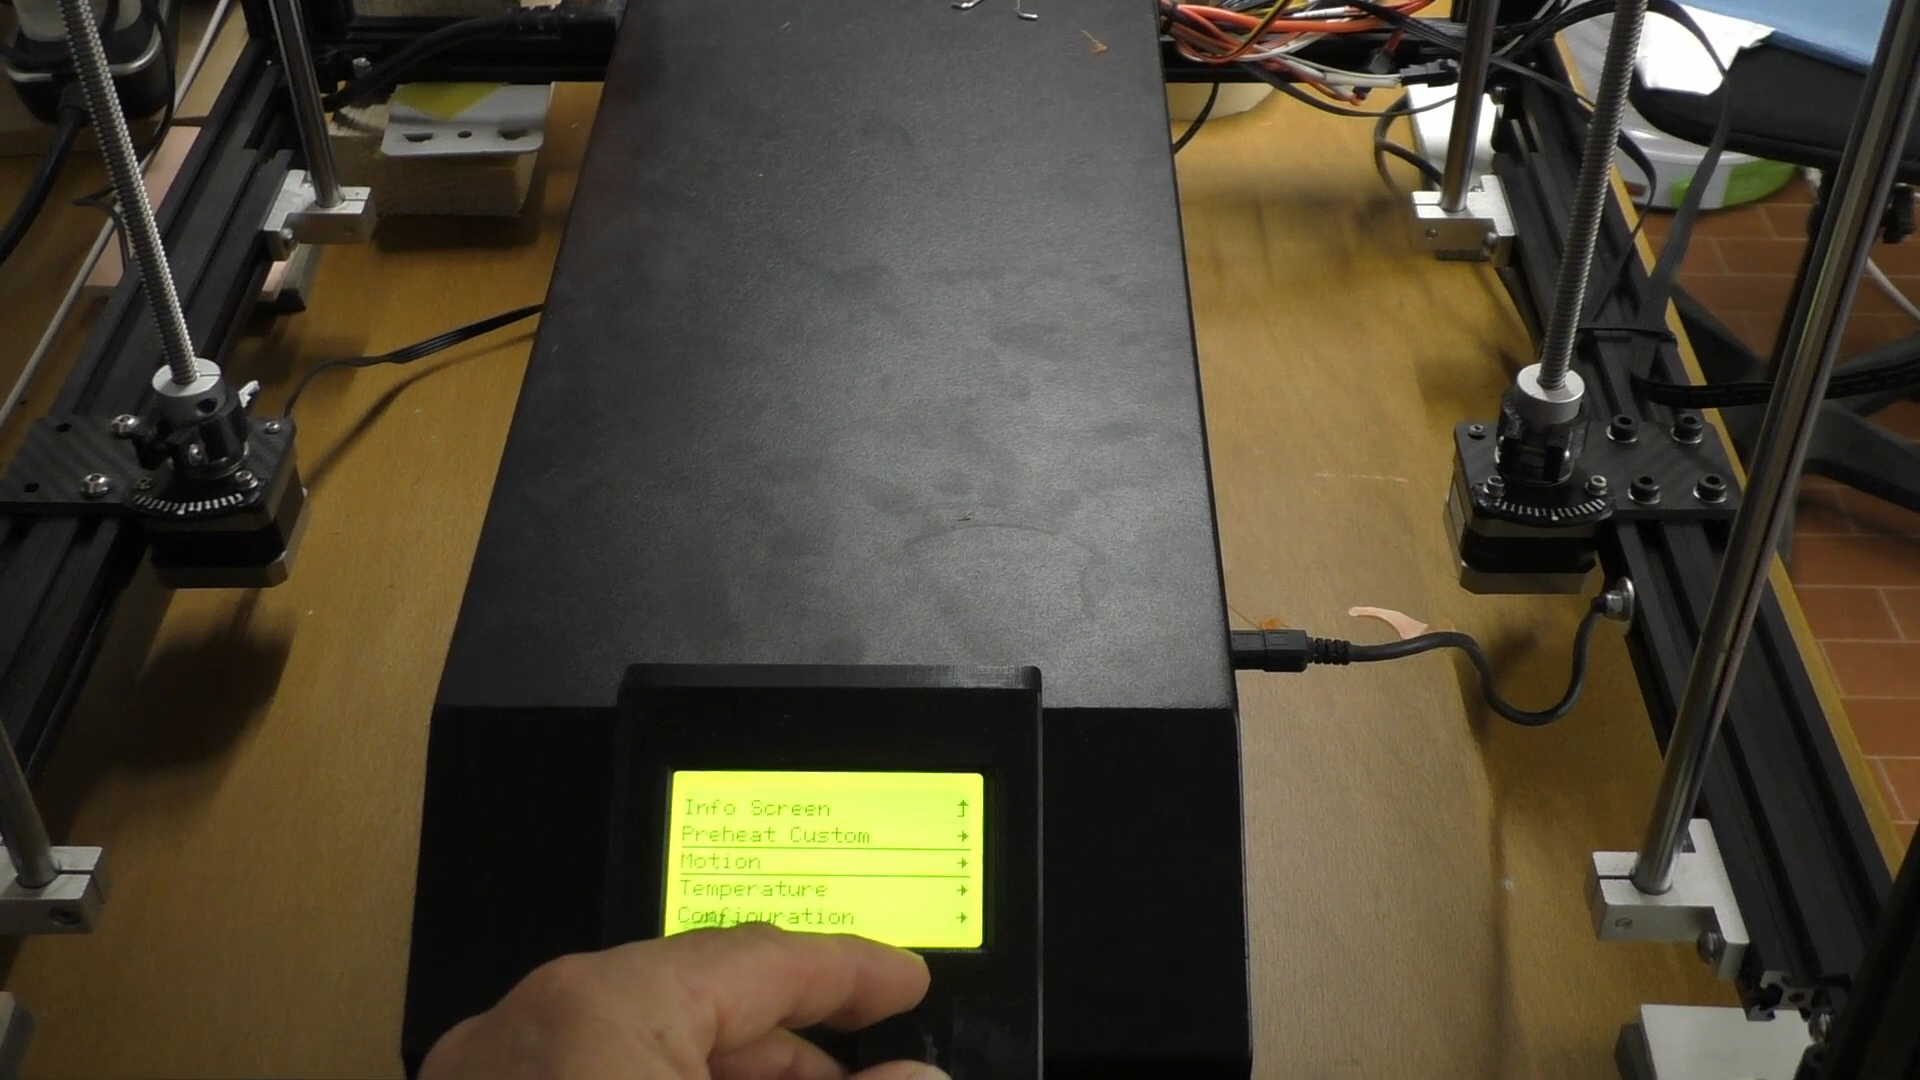 Info Screen
Preheat Custom
Motion
Temperature
Configuration